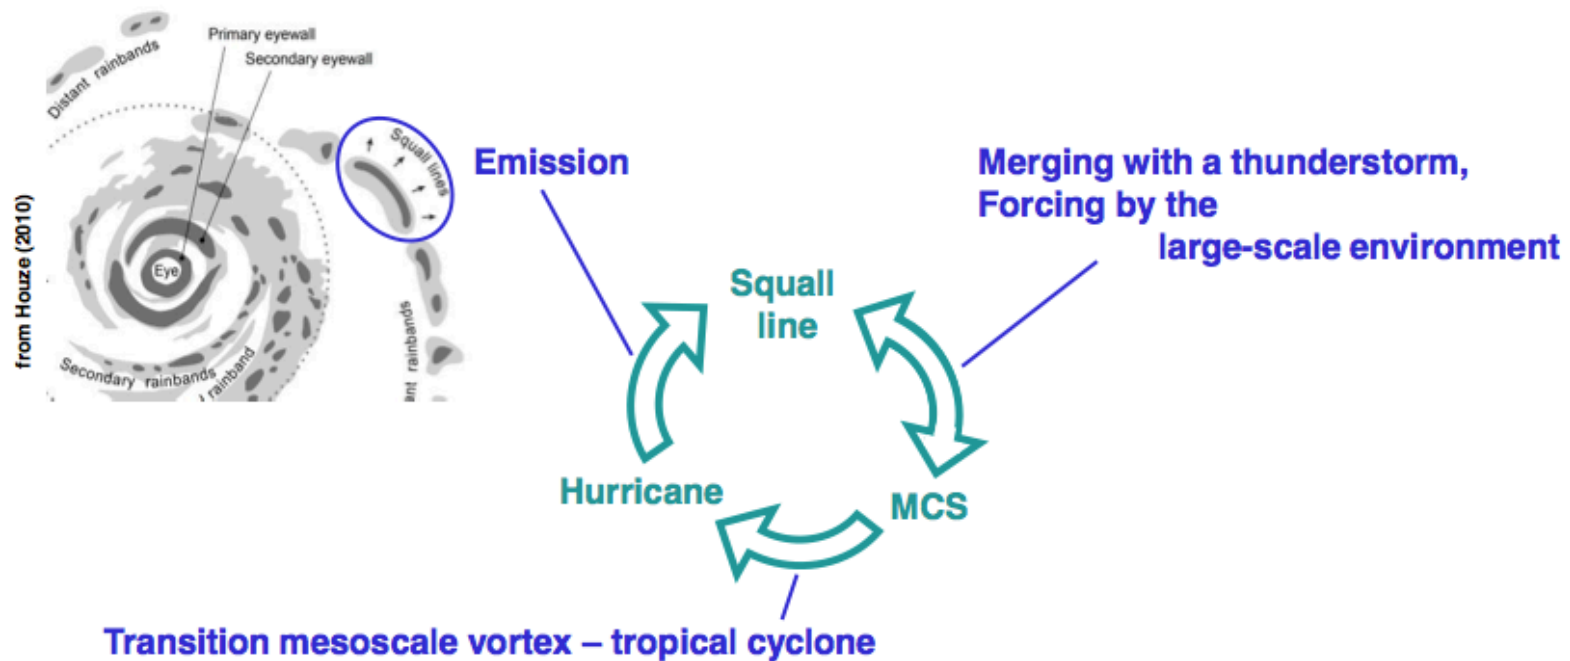 Primary eyewall
Secondary eyewall
Distant rainbands
Squall lines
Eye
Secondary rainbands
rainband
rainbands
from Houze (2010)
Emission
Merging with a thunderstorm,
Forcing by the
large-scale environment
Squall
line
Hurricane
MCS
Transition mesoscale vortex – tropical cyclone